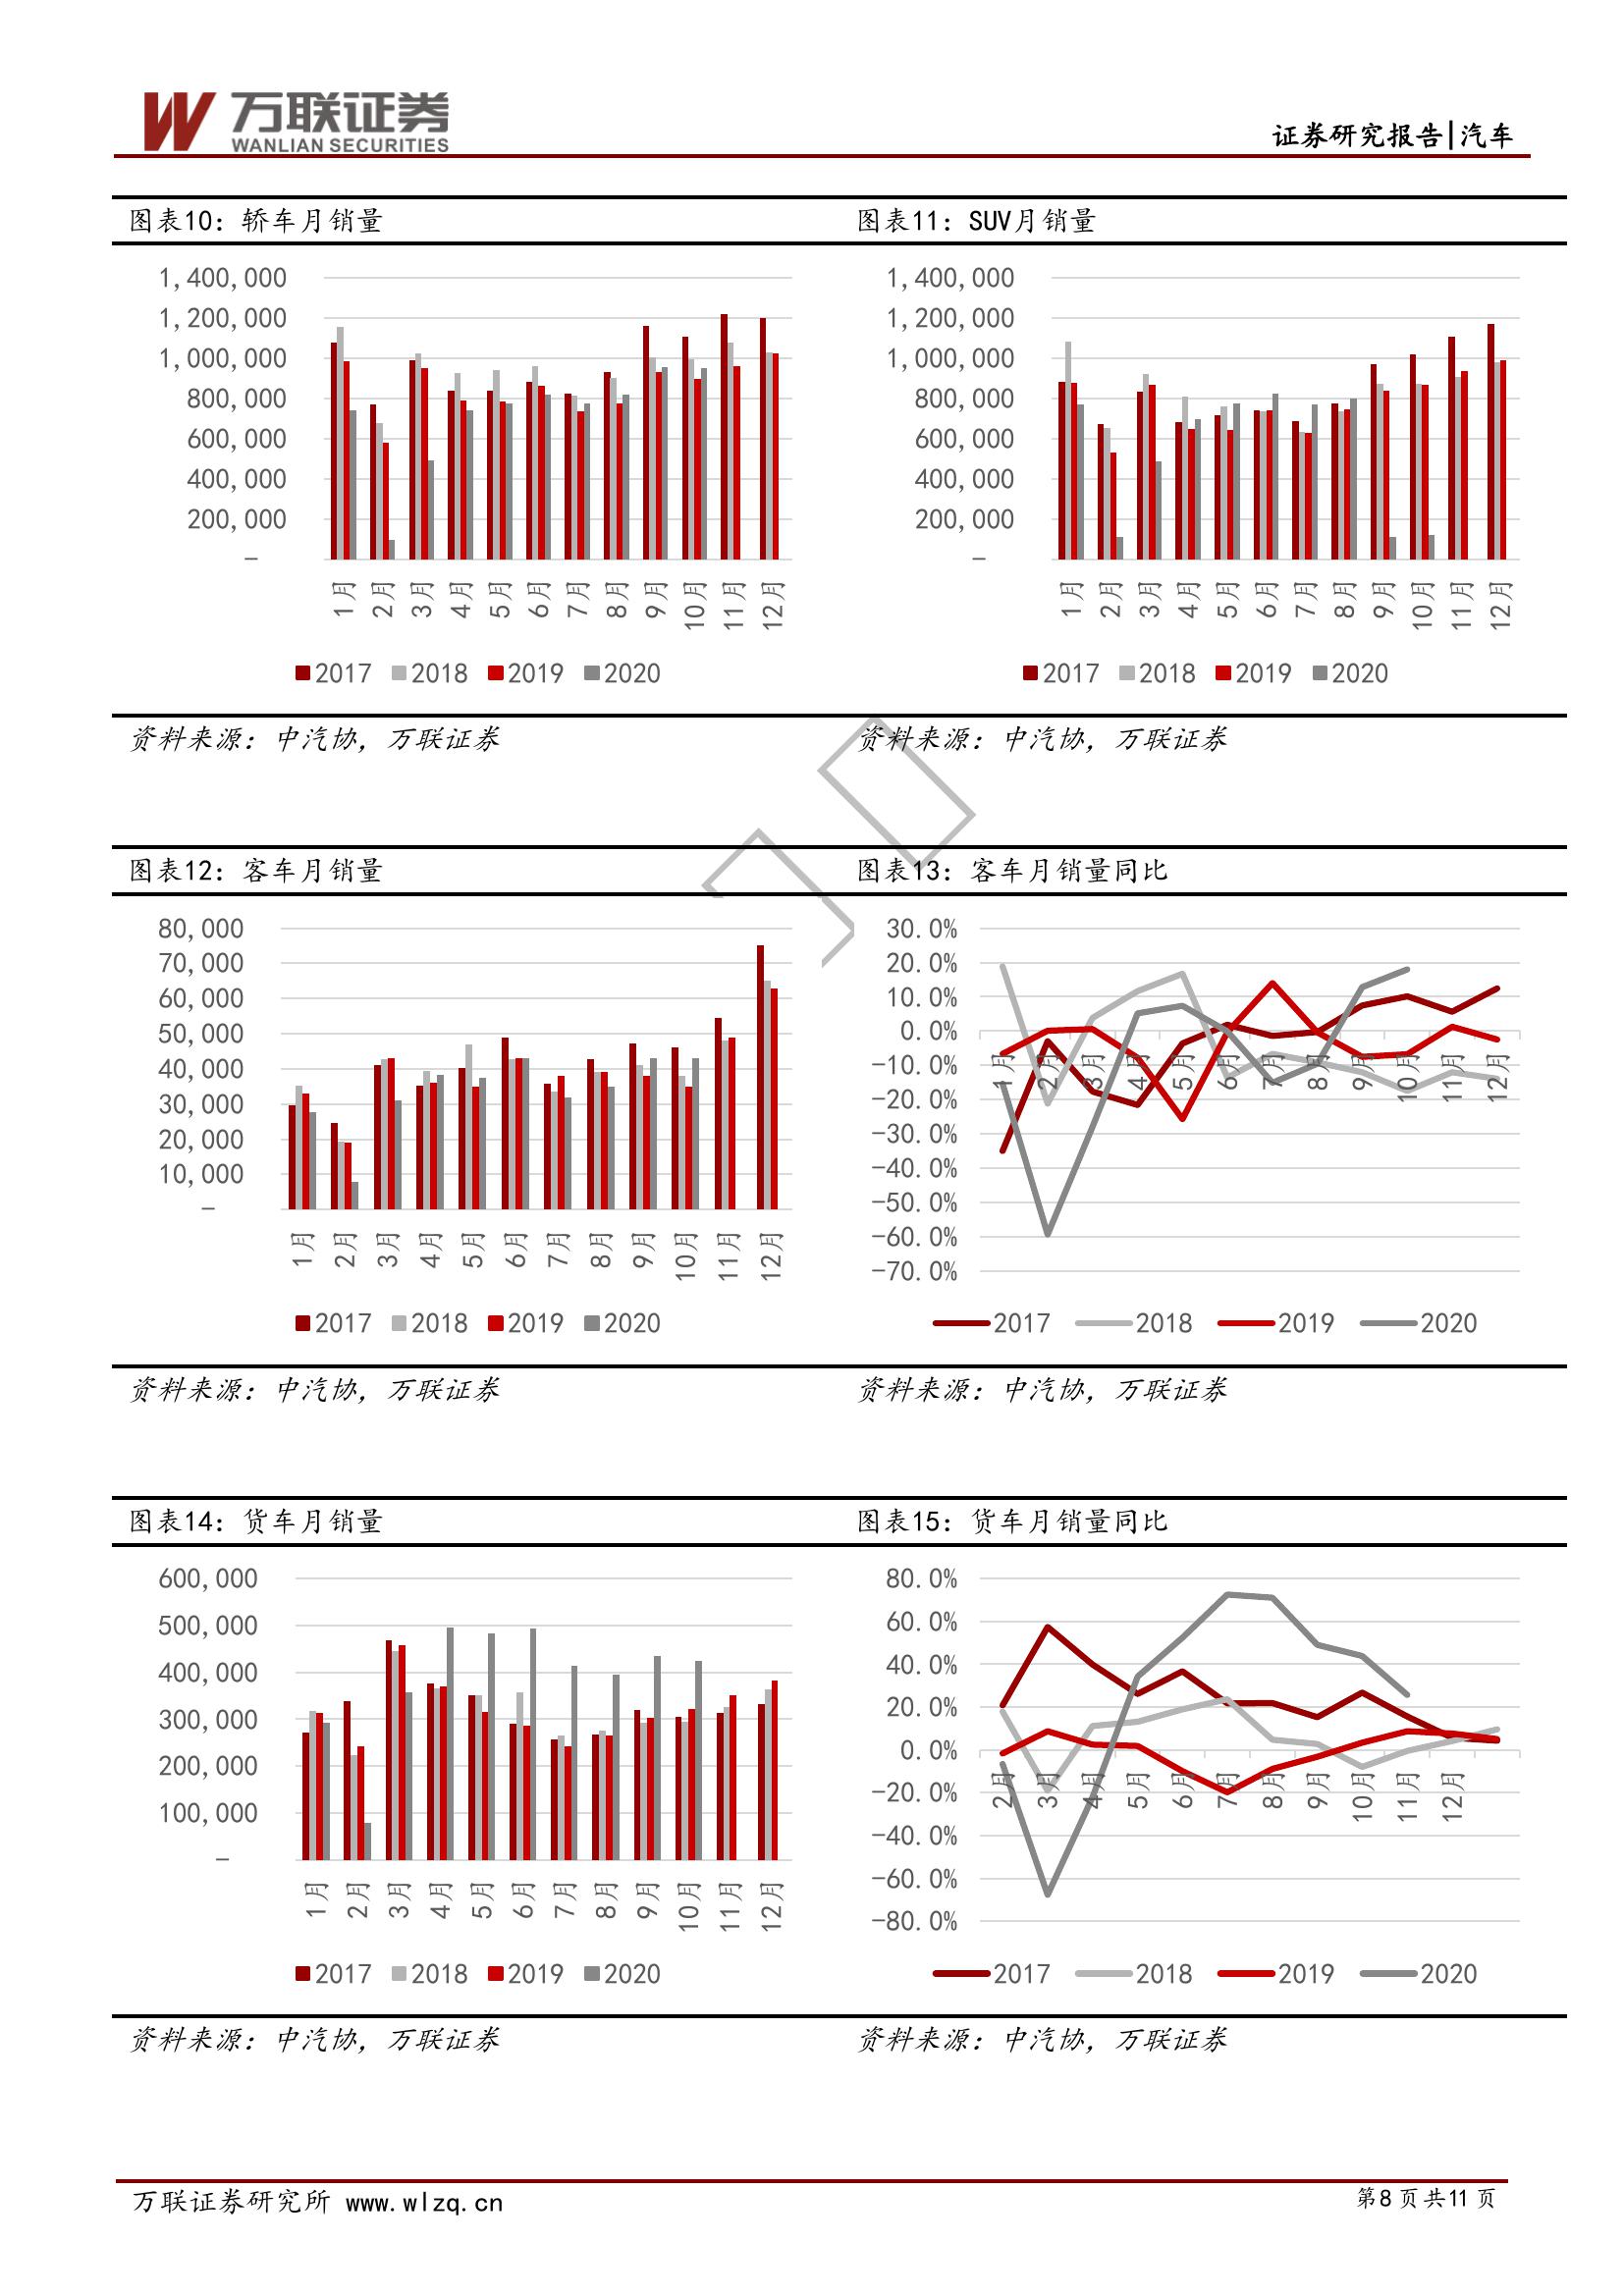 万联证券
WANLIAN SECURITIES
证券研究报告|汽车
图表10：轿车月销量
1,400,000
1,200,000
1,000,000
800,000
600,000
400,000
200,000
-
1月 2月 3月 4月 5月 6月 7月 8月 9月 10月 11月 12月
2017 2018 2019 2020
资料来源：中汽协，万联证券
图表11：SUV月销量
1,400,000
1,200,000
1,000,000
800,000
600,000
400,000
200,000
-
1月 2月 3月 4月 5月 6月 7月 8月 9月 10月 11月 12月
2017 2018 2019 2020
资料来源：中汽协，万联证券
图表12：客车月销量
80,000
70,000
60,000
50,000
40,000
30,000
20,000
10,000
-
1月 2月 3月 4月 5月 6月 7月 8月 9月 10月 11月 12月
2017 2018 2019 2020
资料来源：中汽协，万联证券
图表13：客车月销量同比
30.0%
20.0%
10.0%
0.0%
-10.0%
-20.0%
-30.0%
-40.0%
-50.0%
-60.0%
-70.0%
1月 2月 3月 4月 5月 6月 7月 8月 9月 10月 11月 12月
2017 2018 2019 2020
资料来源：中汽协，万联证券
图表14：货车月销量
600,000
500,000
400,000
300,000
200,000
100,000
-
1月 2月 3月 4月 5月 6月 7月 8月 9月 10月 11月 12月
2017 2018 2019 2020
资料来源：中汽协，万联证券
图表15：货车月销量同比
80.0%
60.0%
40.0%
20.0%
0.0%
-20.0%
-40.0%
-60.0%
-80.0%
2月 3月 4月 5月 6月 7月 8月 9月 10月 11月 12月
2017 2018 2019 2020
资料来源：中汽协，万联证券
万联证券研究所 www.wlzq.cn
第8页共11页